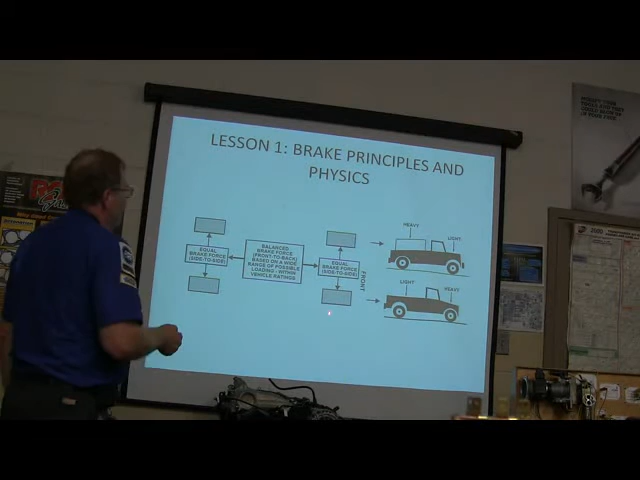 LESSON 1: BRAKE PRINCIPLES AND
PHYSICS
EQUAL
BRAKE FORCE
(SIDE-TO-SIDE)
BALANCED
BRAKE FORCE
(FRONT-TO-BACK)
BASED ON A WIDE
RANGE OF POSSIBLE
LOADING - WITHIN
VEHICLE RATINGS
EQUAL
BRAKE FORCE
(SIDE-TO-SIDE)
FRONT
HEAVY
LIGHT
LIGHT
HEAVY